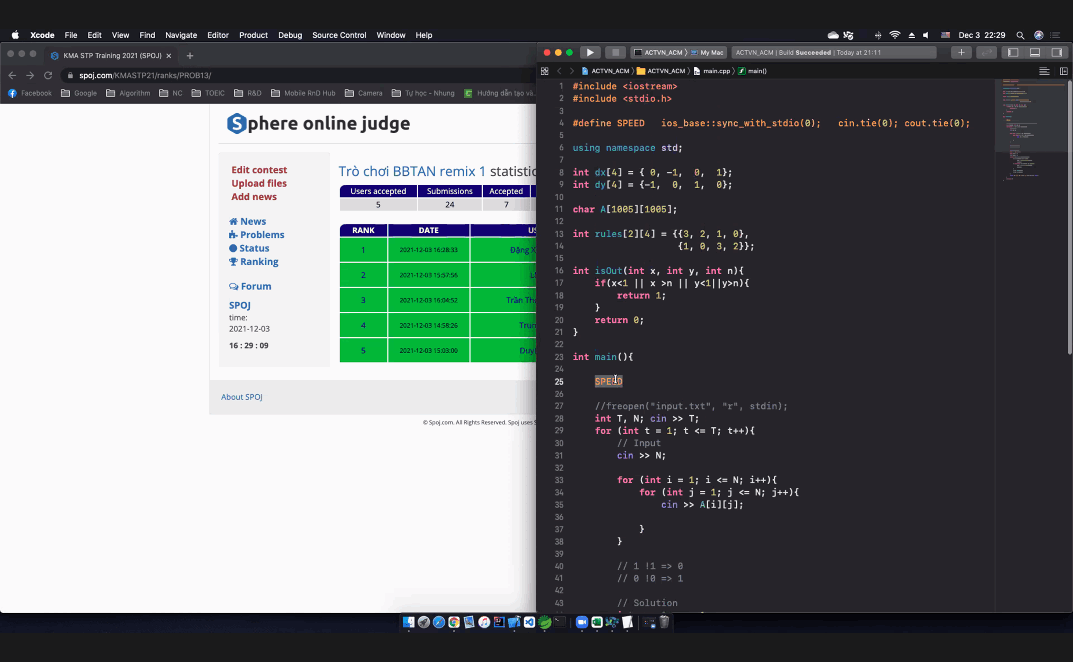 Xcode File Edit View Find Navigate Editor Product Debug Source Control Window Help Dec 3 22:29
KMA STP Training 2021 (SPOJ)
spoj.com/KMASTP21/ranks/PROB13/
Facebook Google Algorithm NC TOEIC R&D Mobile RnD Hub Camera Tự học - Nhung Hướng dẫn tạo và..
Sphere online judge
Edit contest
Upload files
Add news
News
Problems
Status
Ranking
Forum
SPOJ
time:
2021-12-03
16 : 29 : 09
Trò chơi BBTAN remix 1 statistic
Users accepted Submissions Accepted
5 24 7
RANK DATE US
1 2021-12-03 16:28:33 Đặng X
2 2021-12-03 15:57:56
3 2021-12-03 16:04:52 Trần Th
4 2021-12-03 14:58:26 Trun
5 2021-12-03 15:03:00 Duy
About SPOJ
© Spoj.com. All Rights Reserved. Spoj uses S
ACTVN_ACM My Mac ACTVN_ACM | Build Succeeded | Today at 21:11
ACTVN_ACM ACTVN_ACM main.cpp main()
1 #include <iostream>
2 #include <stdio.h>
3
4 #define SPEED ios_base::sync_with_stdio(0); cin.tie(0); cout.tie(0);
5
6 using namespace std;
7
8 int dx[4] = { 0, -1, 0, 1};
9 int dy[4] = {-1, 0, 1, 0};
10
11 char A[1005][1005];
12
13 int rules[2][4] = {{3, 2, 1, 0},
14 {1, 0, 3, 2}};
15
16 int isOut(int x, int y, int n){
17 if(x<1 || x >n || y<1||y>n){
18 return 1;
19 }
20 return 0;
21 }
22
23 int main(){
24
25 SPEED
26
27 //freopen("input.txt", "r", stdin);
28 int T, N; cin >> T;
29 for (int t = 1; t <= T; t++){
30 // Input
31 cin >> N;
32
33 for (int i = 1; i <= N; i++){
34 for (int j = 1; j <= N; j++){
35 cin >> A[i][j];
36
37 }
38 }
39
40 // 1 !1 => 0
41 // 0 !0 => 1
42
43 // Solution